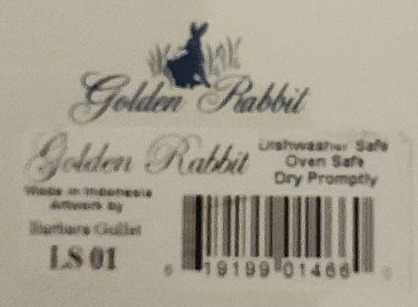 Golden Rabbit
Golden Rabbit
Dishwasher Safe
Oven Safe
Dry Promptly
Made in Indonesia
Artwork by
Barbara
LS 01
19199 01466